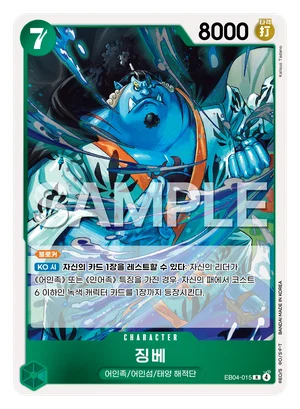 7
8000
타격
打
SAMPLE
블로커
KO 시 자신의 카드 1장을 레스트할 수 있다: 자신의 리더가
《어인족》 또는 《인어족》 특징을 가진 경우, 자신의 패에서 코스트
6 이하인 녹색 캐릭터 카드를 1장까지 등장시킨다.
CHARACTER
징베
어인족/어인섬/태양 해적단
EB04-015 R
BANDAI MADE IN KOREA